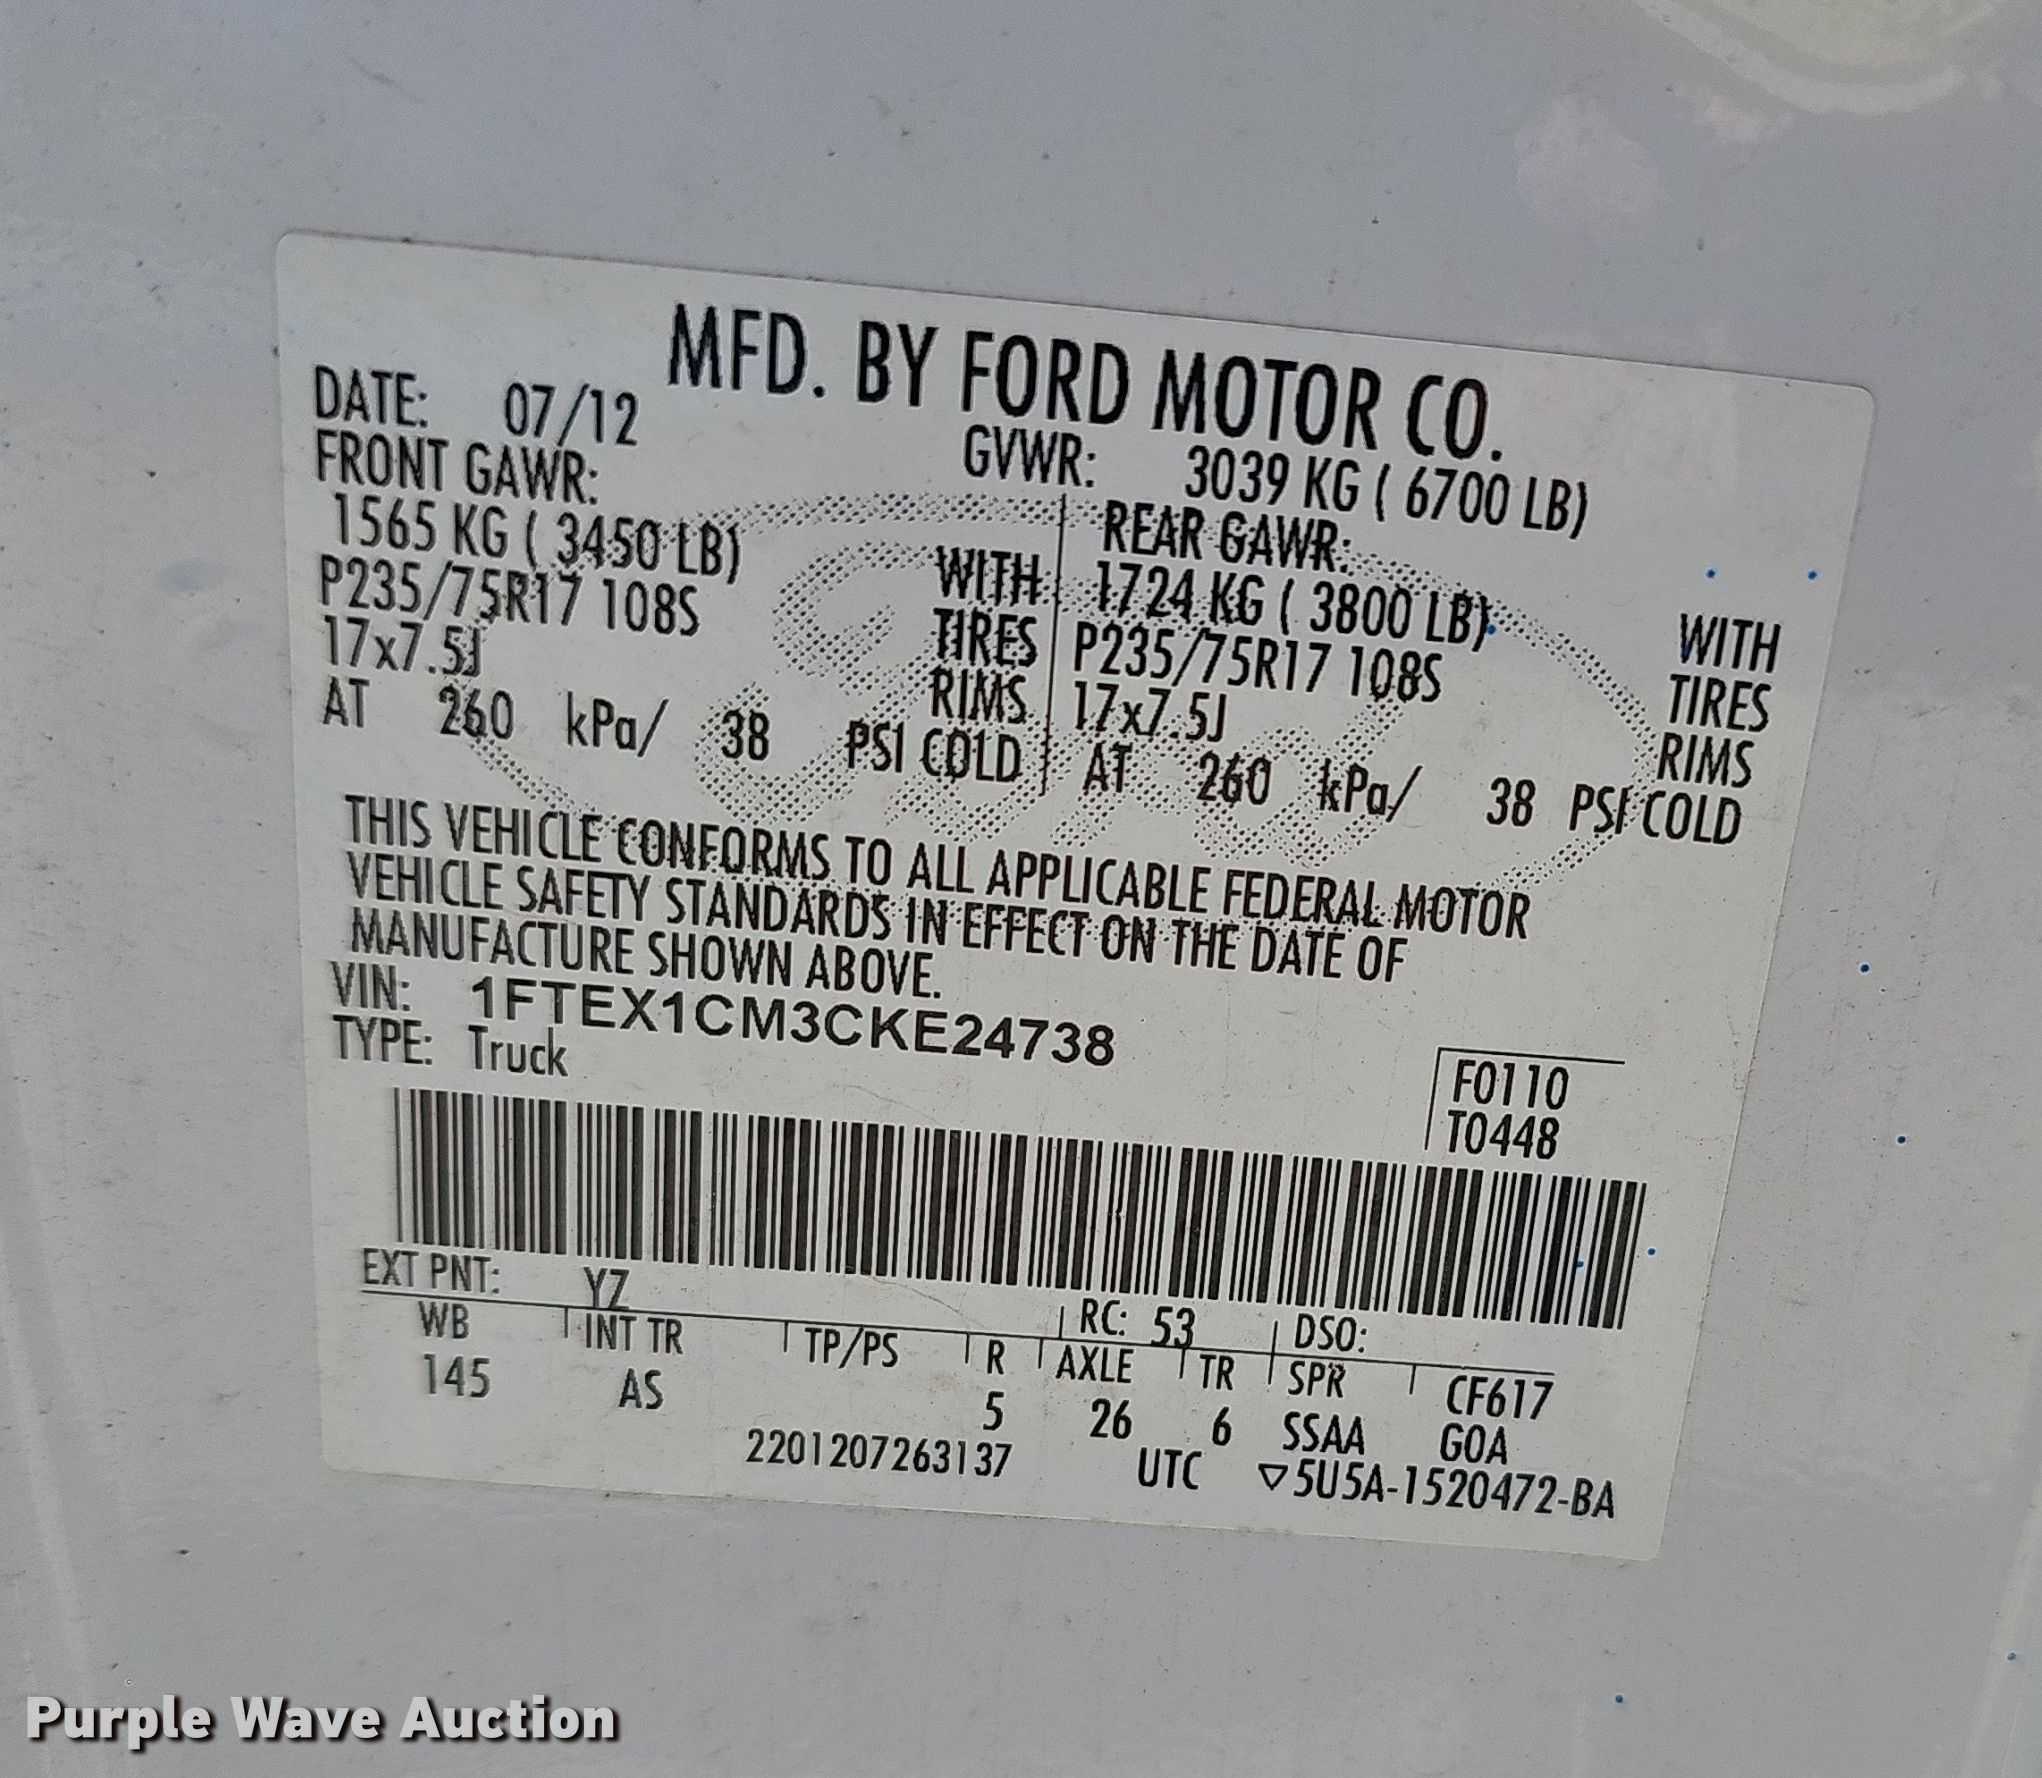 MFD. BY FORD MOTOR CO.
DATE: 07/12
GVWR: 3039 KG ( 6700 LB)
FRONT GAWR:
1565 KG ( 3450 LB)
WITH
P235/75R17 108S
TIRES
17x7.5J
RIMS
AT 260 kPa/ 38 PSI COLD
REAR GAWR:
1724 KG ( 3800 LB)
WITH
P235/75R17 108S
TIRES
17x7.5J
RIMS
AT 260 kPa/ 38 PSI COLD
THIS VEHICLE CONFORMS TO ALL APPLICABLE FEDERAL MOTOR
VEHICLE SAFETY STANDARDS IN EFFECT ON THE DATE OF
MANUFACTURE SHOWN ABOVE.
VIN: 1FTEX1CM3CKE24738
TYPE: Truck
F0110
T0448
EXT PNT: YZ RC: 53 DSO:
WB INT TR TP/PS R AXLE TR SPR CF617
145 AS 5 26 6 SSAA GOA
2201207263137 UTC ▽5U5A-1520472-BA
Purple Wave Auction